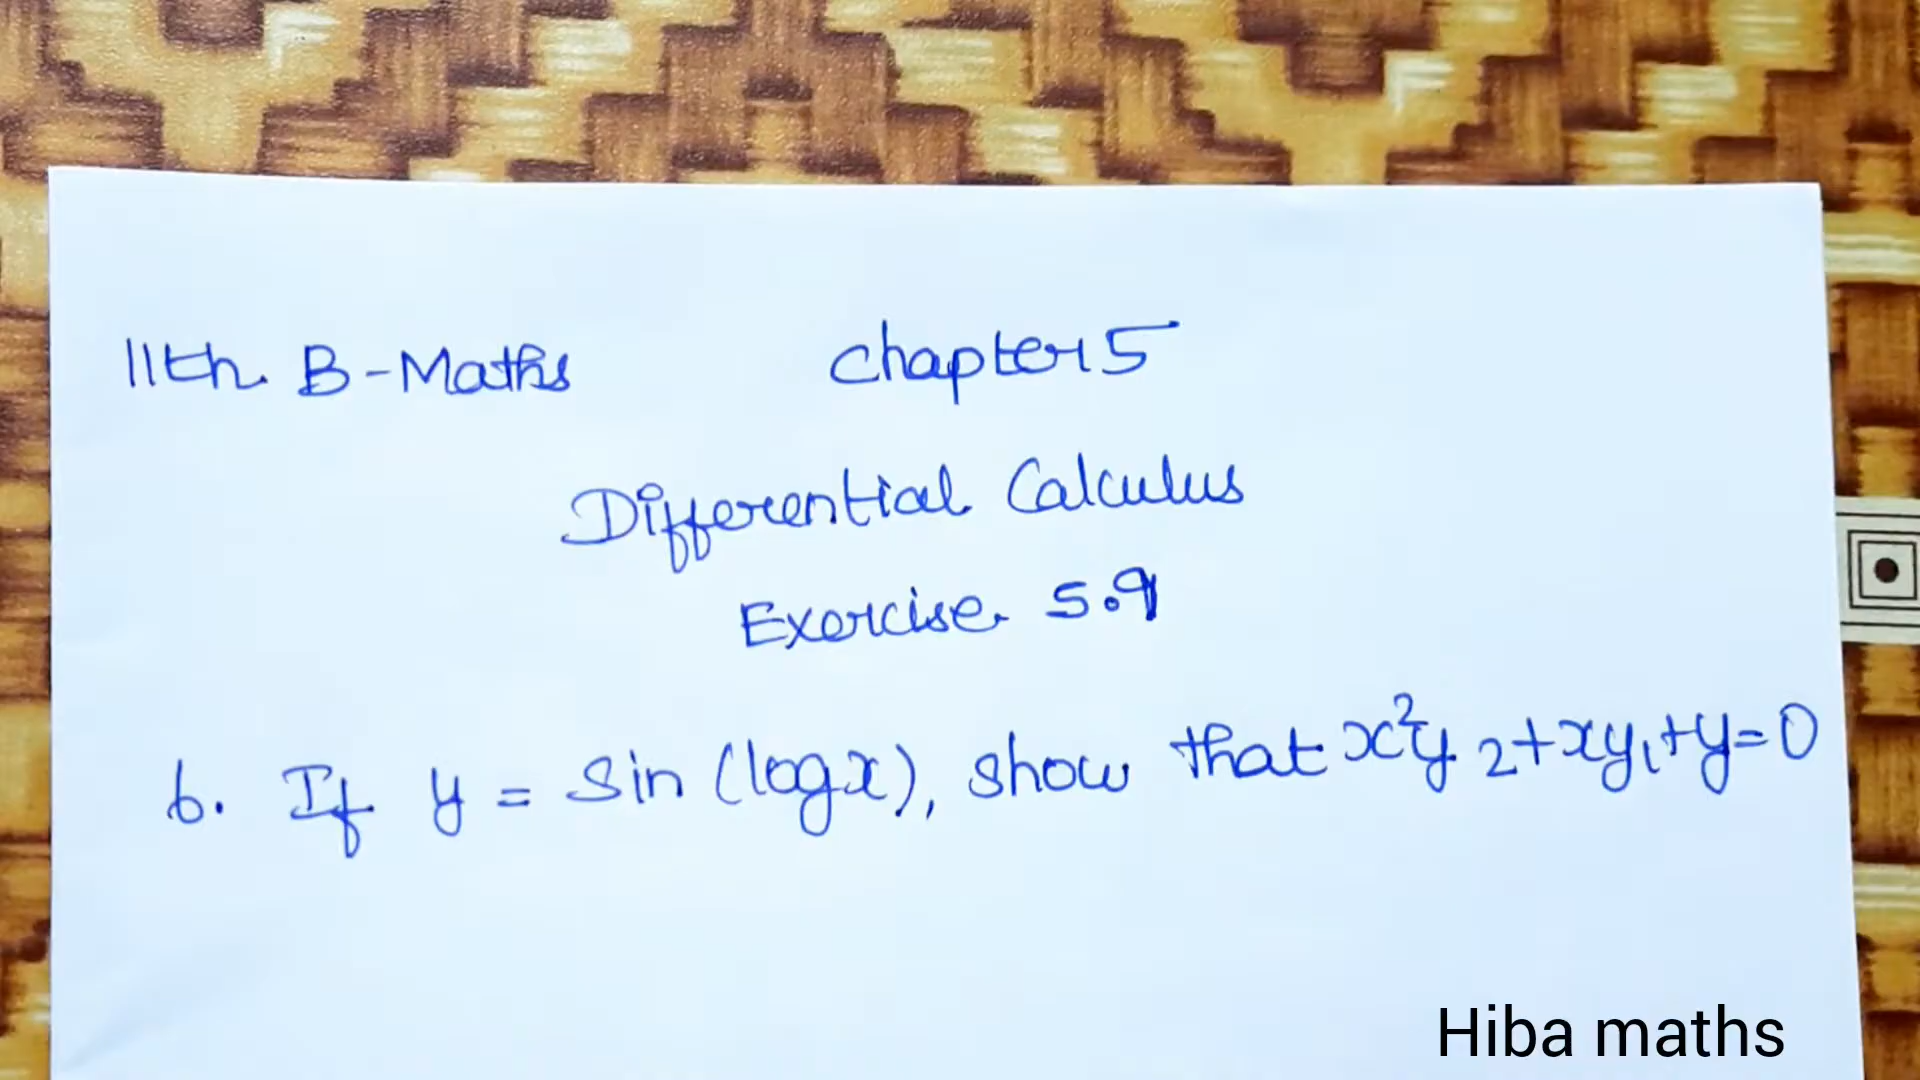 11th B-Maths Chapter 5
Differential Calculus
Exercise 5.9
6. If y = sin (logx), show that x²y₂+xy₁+y=0
Hiba maths